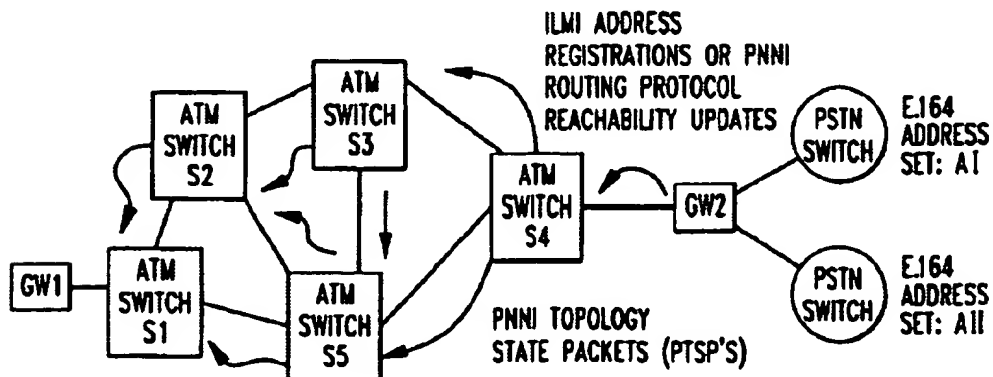 ILMI ADDRESS
REGISTRATIONS OR PNNI
ROUTING PROTOCOL
REACHABILITY UPDATES
ATM
SWITCH
S3
ATM
SWITCH
S2
PSTN
SWITCH
E.164
ADDRESS
SET: AI
ATM
SWITCH
S4
GW2
GW1
ATM
SWITCH
S1
ATM
SWITCH
S5
PNNI TOPOLOGY
STATE PACKETS (PTSP'S)
PSTN
SWITCH
E.164
ADDRESS
SET: AII